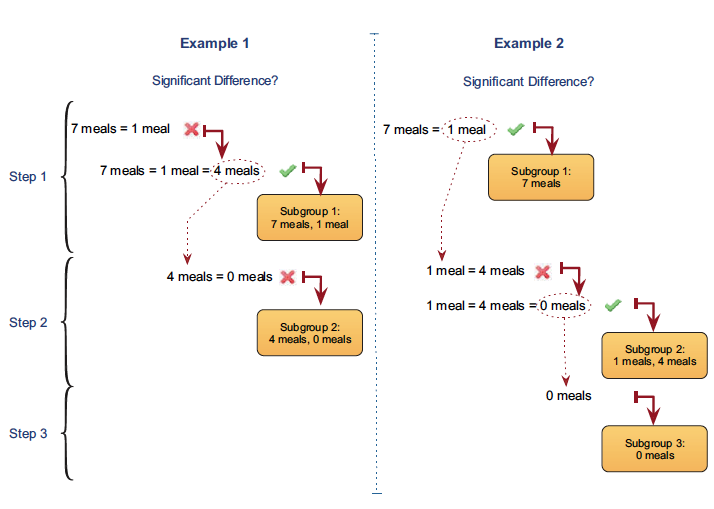 Example 1
Significant Difference?
Step 1
7 meals = 1 meal
7 meals = 1 meal = 4 meals
Subgroup 1:
7 meals, 1 meal
Step 2
4 meals = 0 meals
Subgroup 2:
4 meals, 0 meals
Step 3
Example 2
Significant Difference?
7 meals = 1 meal
Subgroup 1:
7 meals
1 meal = 4 meals
1 meal = 4 meals = 0 meals
Subgroup 2:
1 meals, 4 meals
0 meals
Subgroup 3:
0 meals